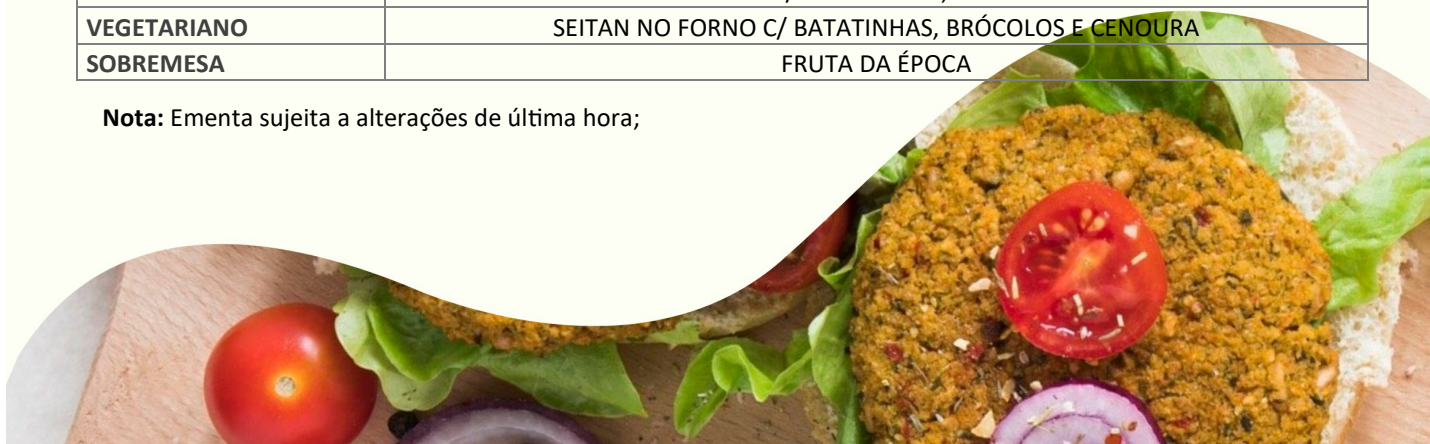 VEGETARIANO SEITAN NO FORNO C/ BATATINHAS, BRÓCOLOS E CENOURA
SOBREMESA FRUTA DA ÉPOCA
Nota: Ementa sujeita a alterações de última hora;